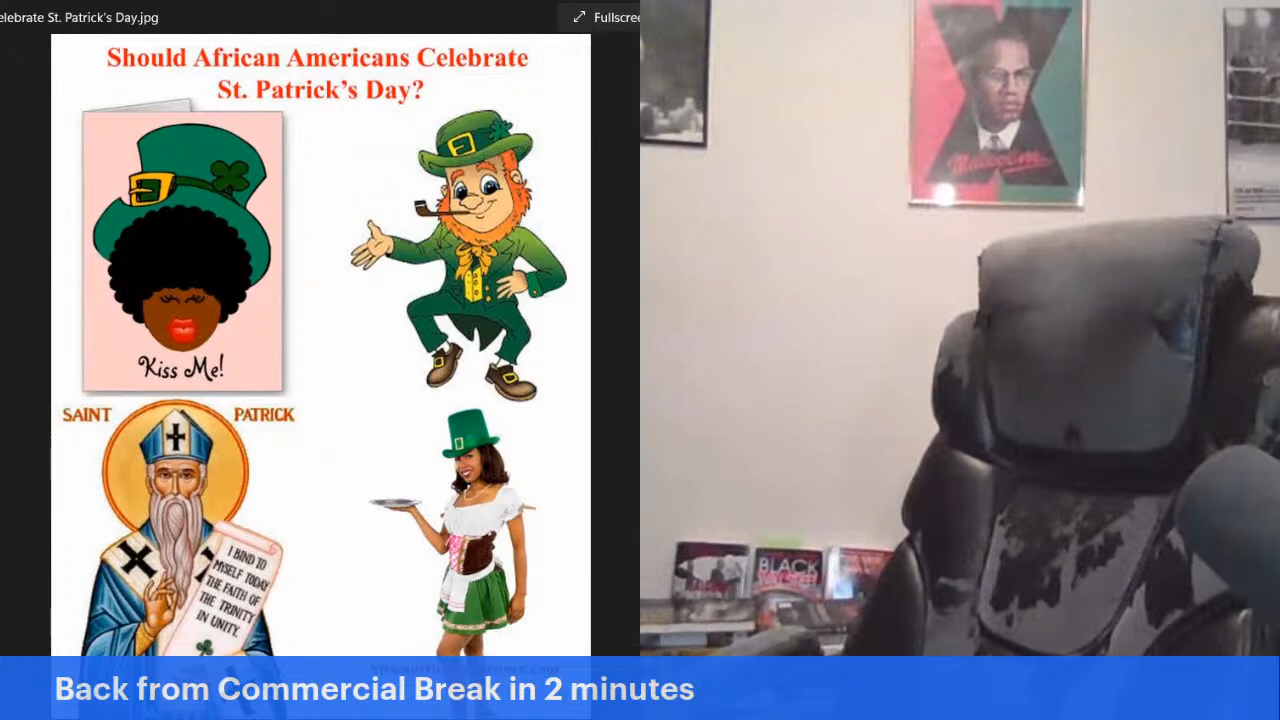 elebrate St. Patrick's Day.jpg
Fullscree
Should African Americans Celebrate
St. Patrick's Day?
Kiss Me!
SAINT PATRICK
I BIND TO
MYSELF TODAY
THE FAITH OF
THE TRINITY
IN UNITY.
Malcolm
BLACK
Back from Commercial Break in 2 minutes